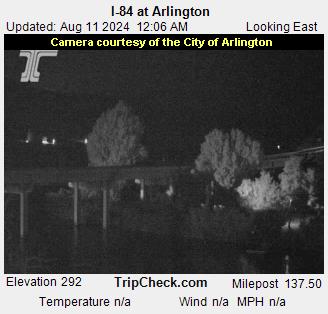 I-84 at Arlington
Updated: Aug 11 2024 12:06 AM Looking East
Camera courtesy of the City of Arlington
Elevation 292 TripCheck.com Milepost 137.50
Temperature n/a Wind n/a MPH n/a